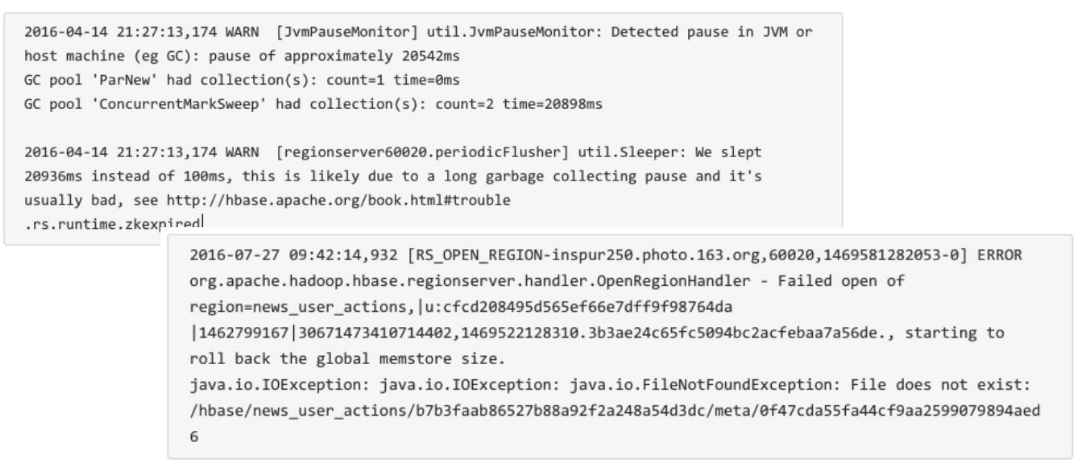 2016-04-14 21:27:13,174 WARN  [JvmPauseMonitor] util.JvmPauseMonitor: Detected pause in JVM or
host machine (eg GC): pause of approximately 20542ms
GC pool 'ParNew' had collection(s): count=1 time=0ms
GC pool 'ConcurrentMarkSweep' had collection(s): count=2 time=20898ms
2016-04-14 21:27:13,174 WARN  [regionserver60020.periodicFlusher] util.Sleeper: We slept
20936ms instead of 100ms, this is likely due to a long garbage collecting pause and it's
usually bad, see http://hbase.apache.org/book.html#trouble
.rs.runtime.zkexpired
2016-07-27 09:42:14,932 [RS_OPEN_REGION-inspur250.photo.163.org,60020,1469581282053-0] ERROR
org.apache.hadoop.hbase.regionserver.handler.OpenRegionHandler - Failed open of
region=news_user_actions,|u:cfcd208495d565ef66e7dff9f98764da
|1462799167|30671473410714402,1469522128310.3b3ae24c65fc5094bc2acfebaa7a56de., starting to
roll back the global memstore size.
java.io.IOException: java.io.IOException: java.io.FileNotFoundException: File does not exist:
/hbase/news_user_actions/b7b3faab86527b88a92f2a248a54d3dc/meta/0f47cda55fa44cf9aa2599079894aed
6